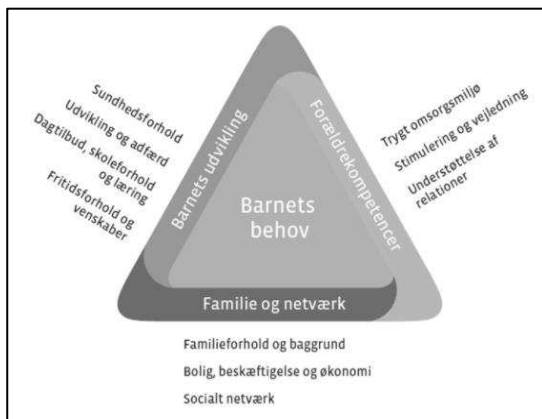 Sundhedsforhold
Udvikling og adfærd
Dagtilbud, skoleforhold
og læring
Fritidsforhold og
venskaber
Barnets udvikling
Barnets
behov
Forældrekompetencer
Trygt omsorgsmiljø
Stimulering og vejledning
Understøttelse af
relationer
Familie og netværk
Familieforhold og baggrund
Bolig, beskæftigelse og økonomi
Socialt netværk